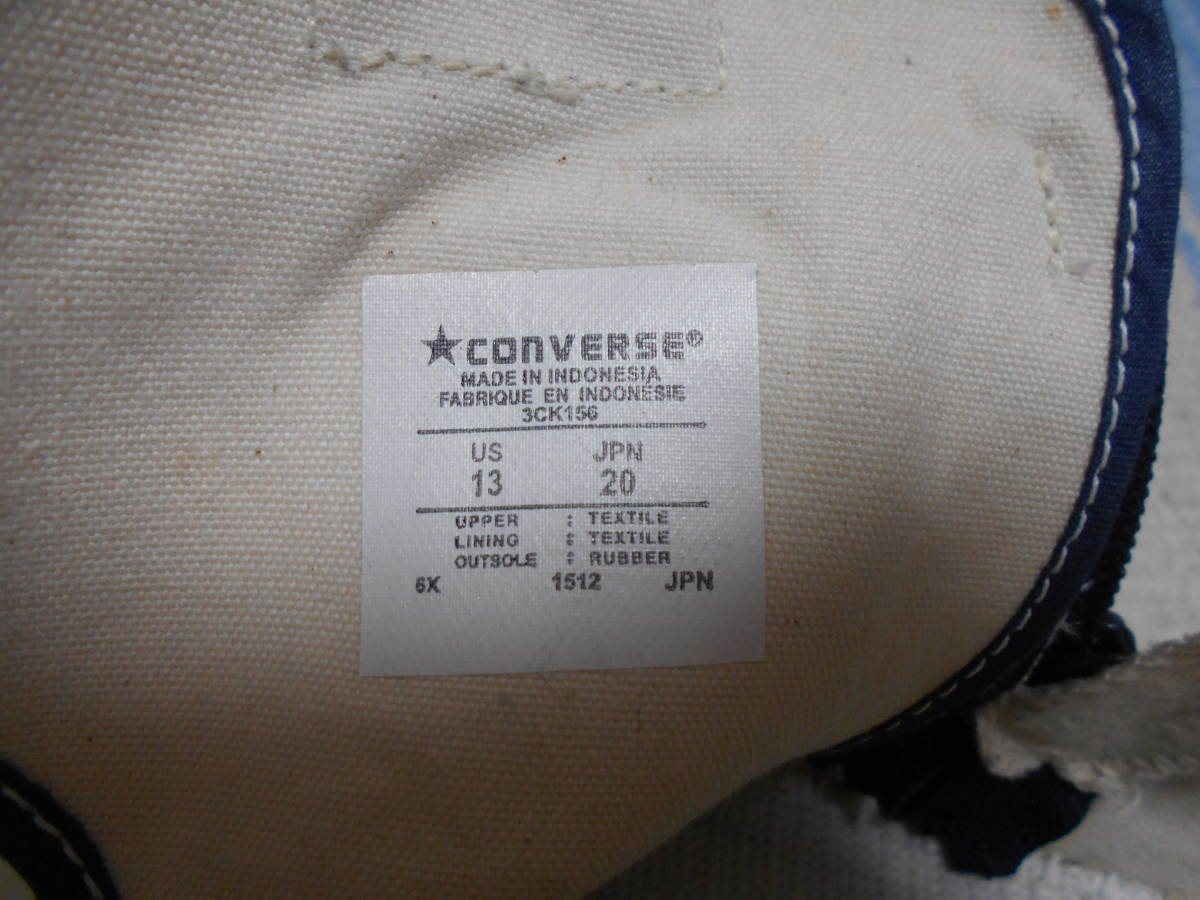 ★CONVERSE®
MADE IN INDONESIA
FABRIQUE EN INDONESIE
3CK156
US JPN
13 20
UPPER : TEXTILE
LINING : TEXTILE
OUTSOLE : RUBBER
6X 1512 JPN